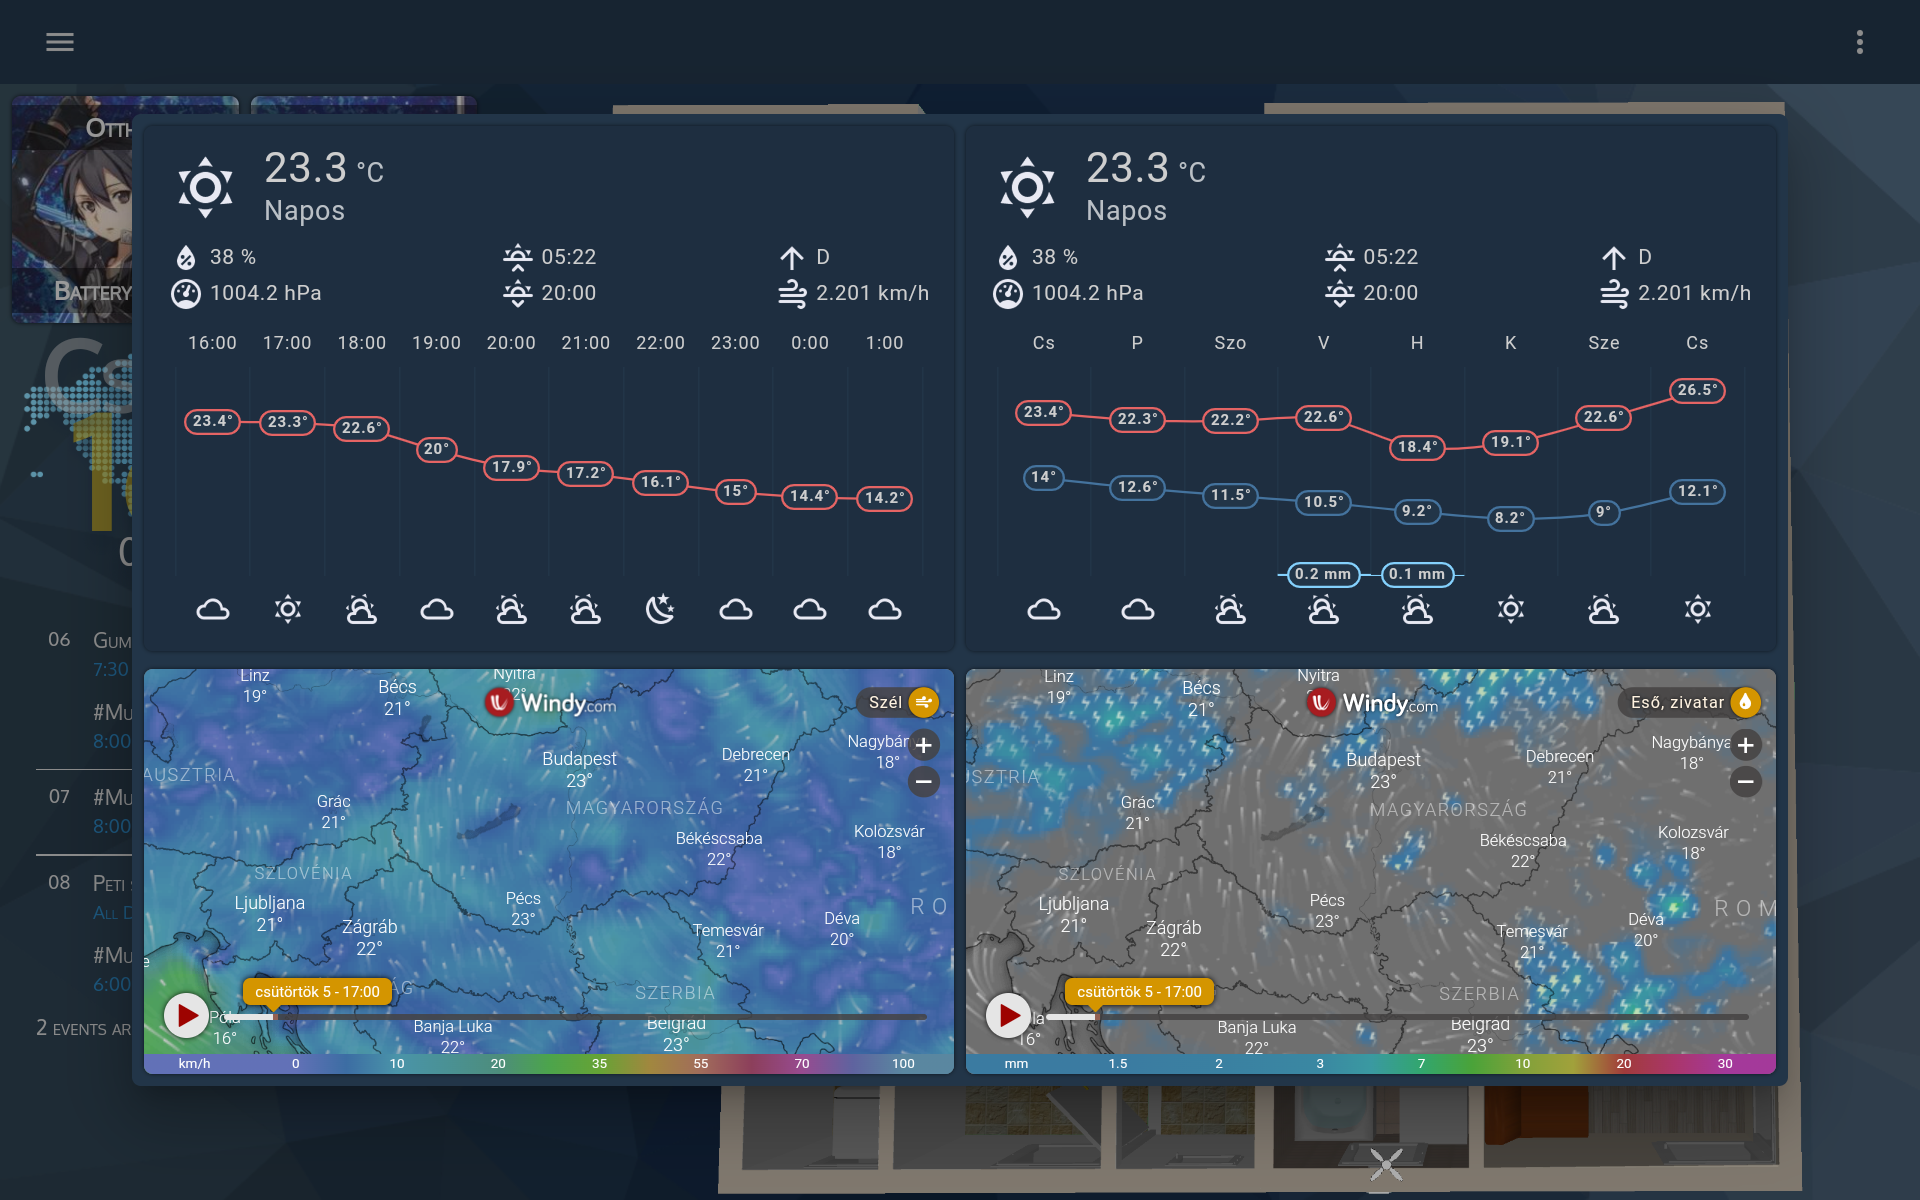 23.3 °C
Napos
38 %
05:22
D
1004.2 hPa
20:00
2.201 km/h
16:00 17:00 18:00 19:00 20:00 21:00 22:00 23:00 0:00 1:00
23.4° 23.3° 22.6° 20° 17.9° 17.2° 16.1° 15° 14.4° 14.2°
23.3 °C
Napos
38 %
05:22
D
1004.2 hPa
20:00
2.201 km/h
Cs P Szo V H K Sze Cs
23.4° 22.3° 22.2° 22.6° 18.4° 19.1° 22.6° 26.5°
14° 12.6° 11.5° 10.5° 9.2° 8.2° 9° 12.1°
0.2 mm 0.1 mm
Linz
19°
Bécs
21°
Nyitra
Windy.com
Szél
Budapest
23°
Debrecen
21°
18°
AUSZTRIA
Grác
21°
MAGYARORSZÁG
Békéscsaba
22°
Kolozsvár
18°
SZLOVÉNIA
Ljubljana
21°
Zágráb
22°
Pécs
23°
Temesvár
21°
Déva
20°
RO
csütörtök 5 - 17:00
SZERBIA
Póla
16°
Banja Luka
22°
Belgrád
23°
km/h 0 10 20 35 55 70 100
Linz
19°
Bécs
21°
Nyitra
Windy.com
Eső, zivatar
Budapest
23°
Debrecen
21°
Nagybánya
18°
USZTRIA
Grác
21°
MAGYARORSZÁG
Békéscsaba
22°
Kolozsvár
18°
SZLOVÉNIA
Ljubljana
21°
Zágráb
22°
Pécs
23°
Temesvár
21°
Déva
20°
ROM
csütörtök 5 - 17:00
SZERBIA
la
16°
Banja Luka
22°
Belgrád
23°
mm 1.5 2 3 7 10 20 30
Otth
Battery
Cs
06
Gum
7:30
#Mu
8:00
07
#Mu
8:00
08
Peti
All D
#Mu
6:00
2 events ar